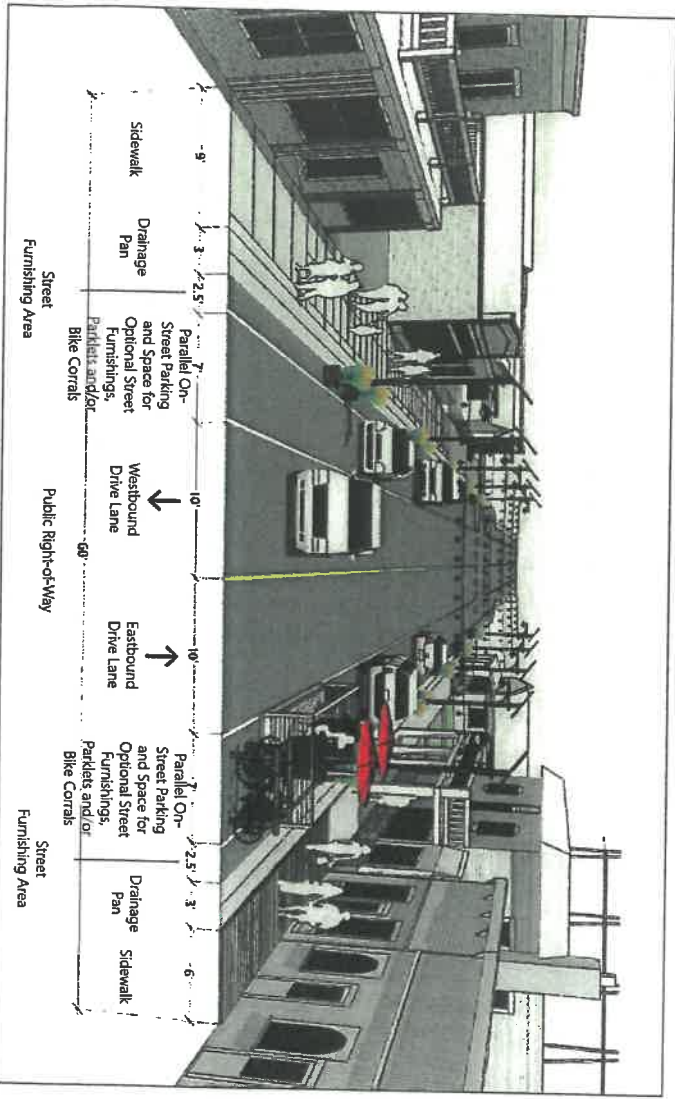 9' 3' 2.5' 7' 10' 10' 7' 2.5' 3' 6'
Sidewalk
Drainage
Pan
Parallel On-
Street Parking
and Space for
Optional Street
Furnishings,
Parklets and/or
Bike Corrals
Westbound
Drive Lane
Eastbound
Drive Lane
Parallel On-
Street Parking
and Space for
Optional Street
Furnishings,
Parklets and/or
Bike Corrals
Drainage
Pan
Sidewalk
60'
Street
Furnishing Area
Public Right-of-Way
Street
Furnishing Area